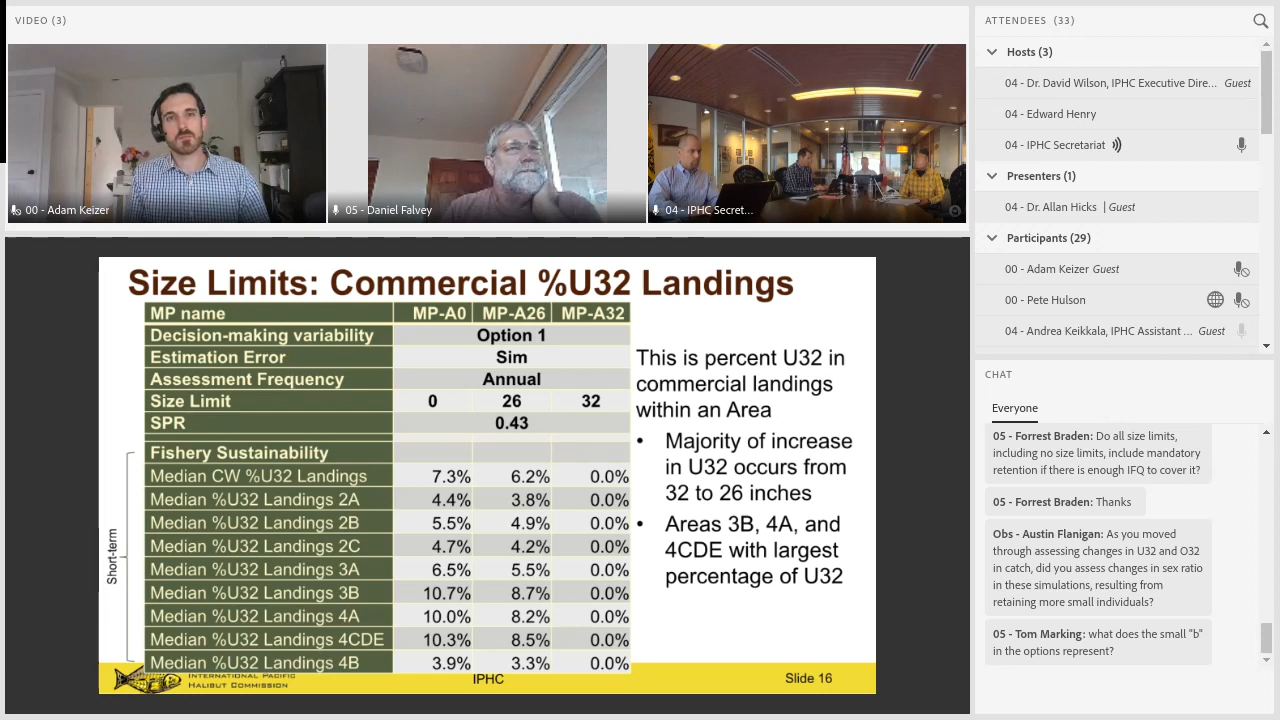 VIDEO (3)
00 - Adam Keizer
05 - Daniel Falvey
04 - IPHC Secret...
Size Limits: Commercial %U32 Landings
MP name MP-A0 MP-A26 MP-A32
Decision-making variability Option 1
Estimation Error Sim
Assessment Frequency Annual
Size Limit 0 26 32
SPR 0.43
Fishery Sustainability
Median CW %U32 Landings 7.3% 6.2% 0.0%
Median %U32 Landings 2A 4.4% 3.8% 0.0%
Median %U32 Landings 2B 5.5% 4.9% 0.0%
Median %U32 Landings 2C 4.7% 4.2% 0.0%
Median %U32 Landings 3A 6.5% 5.5% 0.0%
Median %U32 Landings 3B 10.7% 8.7% 0.0%
Median %U32 Landings 4A 10.0% 8.2% 0.0%
Median %U32 Landings 4CDE 10.3% 8.5% 0.0%
Median %U32 Landings 4B 3.9% 3.3% 0.0%
Short-term
This is percent U32 in
commercial landings
within an Area
• Majority of increase
in U32 occurs from
32 to 26 inches
• Areas 3B, 4A, and
4CDE with largest
percentage of U32
INTERNATIONAL PACIFIC
HALIBUT COMMISSION
IPHC
Slide 16
ATTENDEES (33)
Hosts (3)
04 - Dr. David Wilson, IPHC Executive Dire... Guest
04 - Edward Henry
04 - IPHC Secretariat
Presenters (1)
04 - Dr. Allan Hicks | Guest
Participants (29)
00 - Adam Keizer Guest
00 - Pete Hulson
04 - Andrea Keikkala, IPHC Assistant ... Guest
CHAT
Everyone
05 - Forrest Braden: Do all size limits,
including no size limits, include mandatory
retention if there is enough IFQ to cover it?
05 - Forrest Braden: Thanks
Obs - Austin Flanigan: As you moved
through assessing changes in U32 and O32
in catch, did you assess changes in sex ratio
in these simulations, resulting from
retaining more small individuals?
05 - Tom Marking: what does the small "b"
in the options represent?